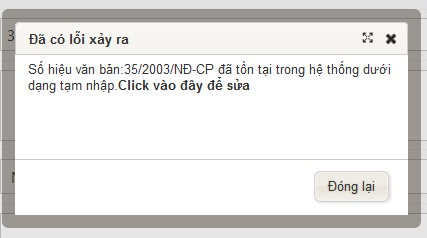 3
Đã có lỗi xảy ra
Số hiệu văn bản:35/2003/NĐ-CP đã tồn tại trong hệ thống dưới
dạng tạm nhập.Click vào đây để sửa
Đóng lại